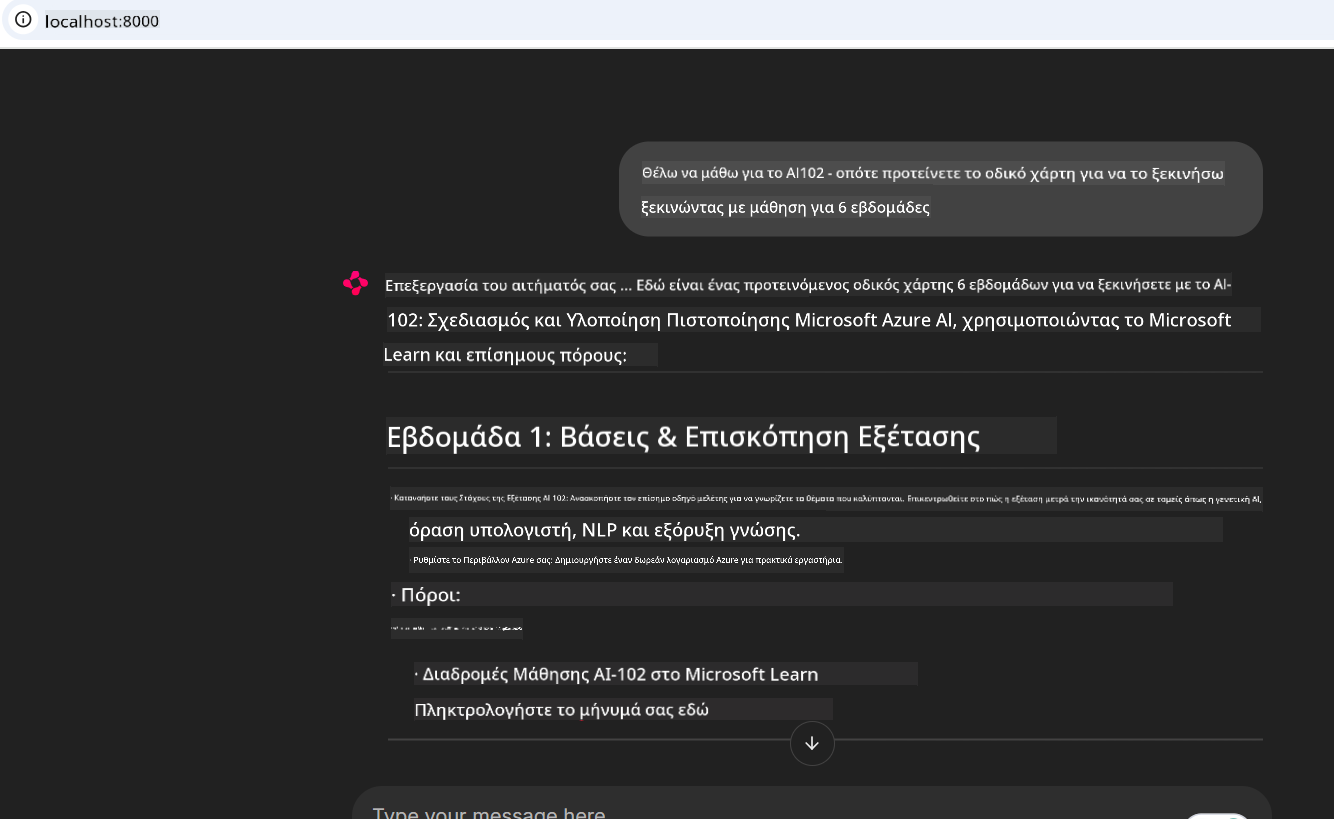 localhost:8000
Θέλω να μάθω για το AI102 - οπότε προτείνετε το οδικό χάρτη για να το ξεκινήσω
ξεκινώντας με μάθηση για 6 εβδομάδες
Επεξεργασία του αιτήματός σας ... Εδώ είναι ένας προτεινόμενος οδικός χάρτης 6 εβδομάδων για να ξεκινήσετε με το AI-
102: Σχεδιασμός και Υλοποίηση Πιστοποίησης Microsoft Azure AI, χρησιμοποιώντας το Microsoft
Learn και επίσημους πόρους:
Εβδομάδα 1: Βάσεις & Επισκόπηση Εξέτασης
· Κατανοήστε τους Στόχους της Εξέτασης AI 102: Ανασκοπήστε τον επίσημο οδηγό μελέτης για να γνωρίζετε τα θέματα που καλύπτονται. Επικεντρωθείτε στο πώς η εξέταση μετρά την ικανότητά σας σε τομείς όπως η γενετική AI,
όραση υπολογιστή, NLP και εξόρυξη γνώσης.
· Ρυθμίστε το Περιβάλλον Azure σας: Δημιουργήστε έναν δωρεάν λογαριασμό Azure για πρακτικά εργαστήρια.
· Πόροι:
· Διαδρομές Μάθησης AI-102 στο Microsoft Learn
Πληκτρολογήστε το μήνυμά σας εδώ
Type your message here